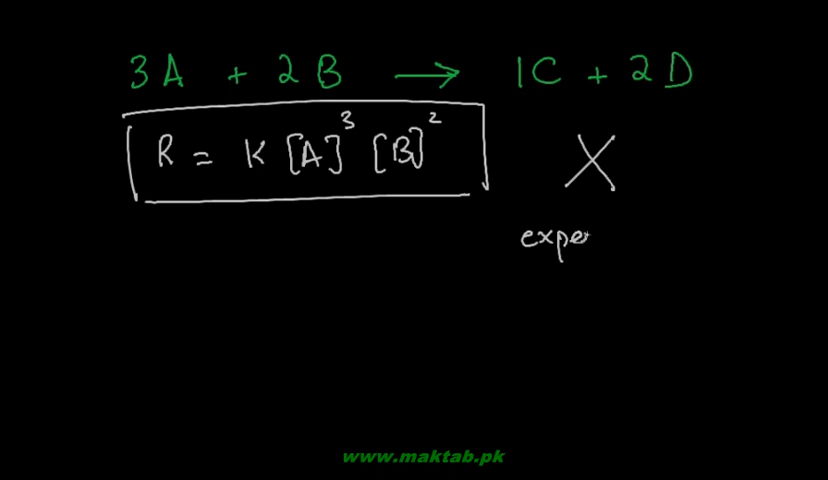 3A + 2B → 1C + 2D
R = K [A]³ [B]²
expe
www.maktab.pk